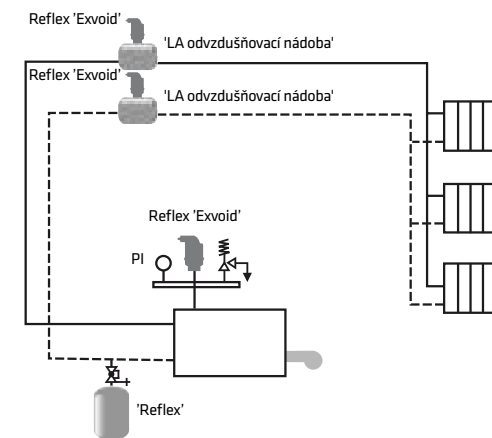 Reflex 'Exvoid'
'LA odvzdušňovací nádoba'
Reflex 'Exvoid'
'LA odvzdušňovací nádoba'
Reflex 'Exvoid'
PI
'Reflex'